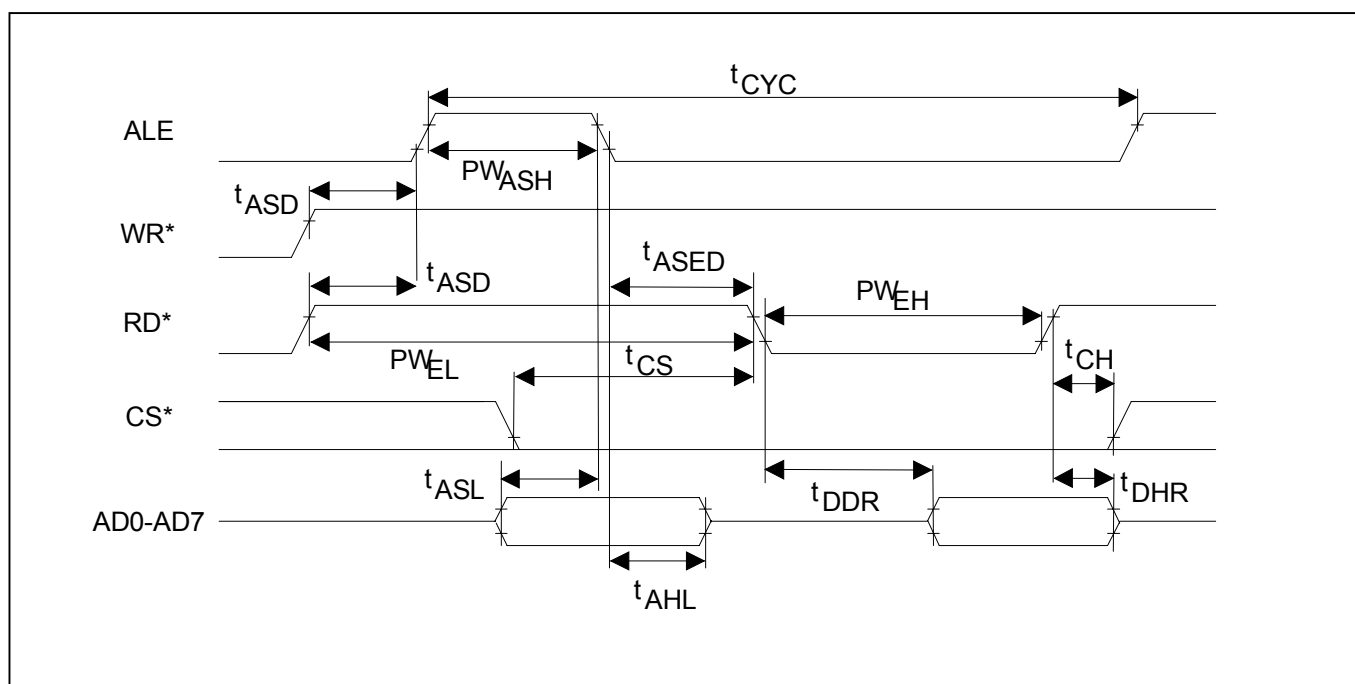 tCYC
ALE
PWASH
tASD
WR*
tASED
tASD
PWEH
RD*
PWEL
tCS
tCH
CS*
tASL
tDDR
tDHR
AD0-AD7
tAHL